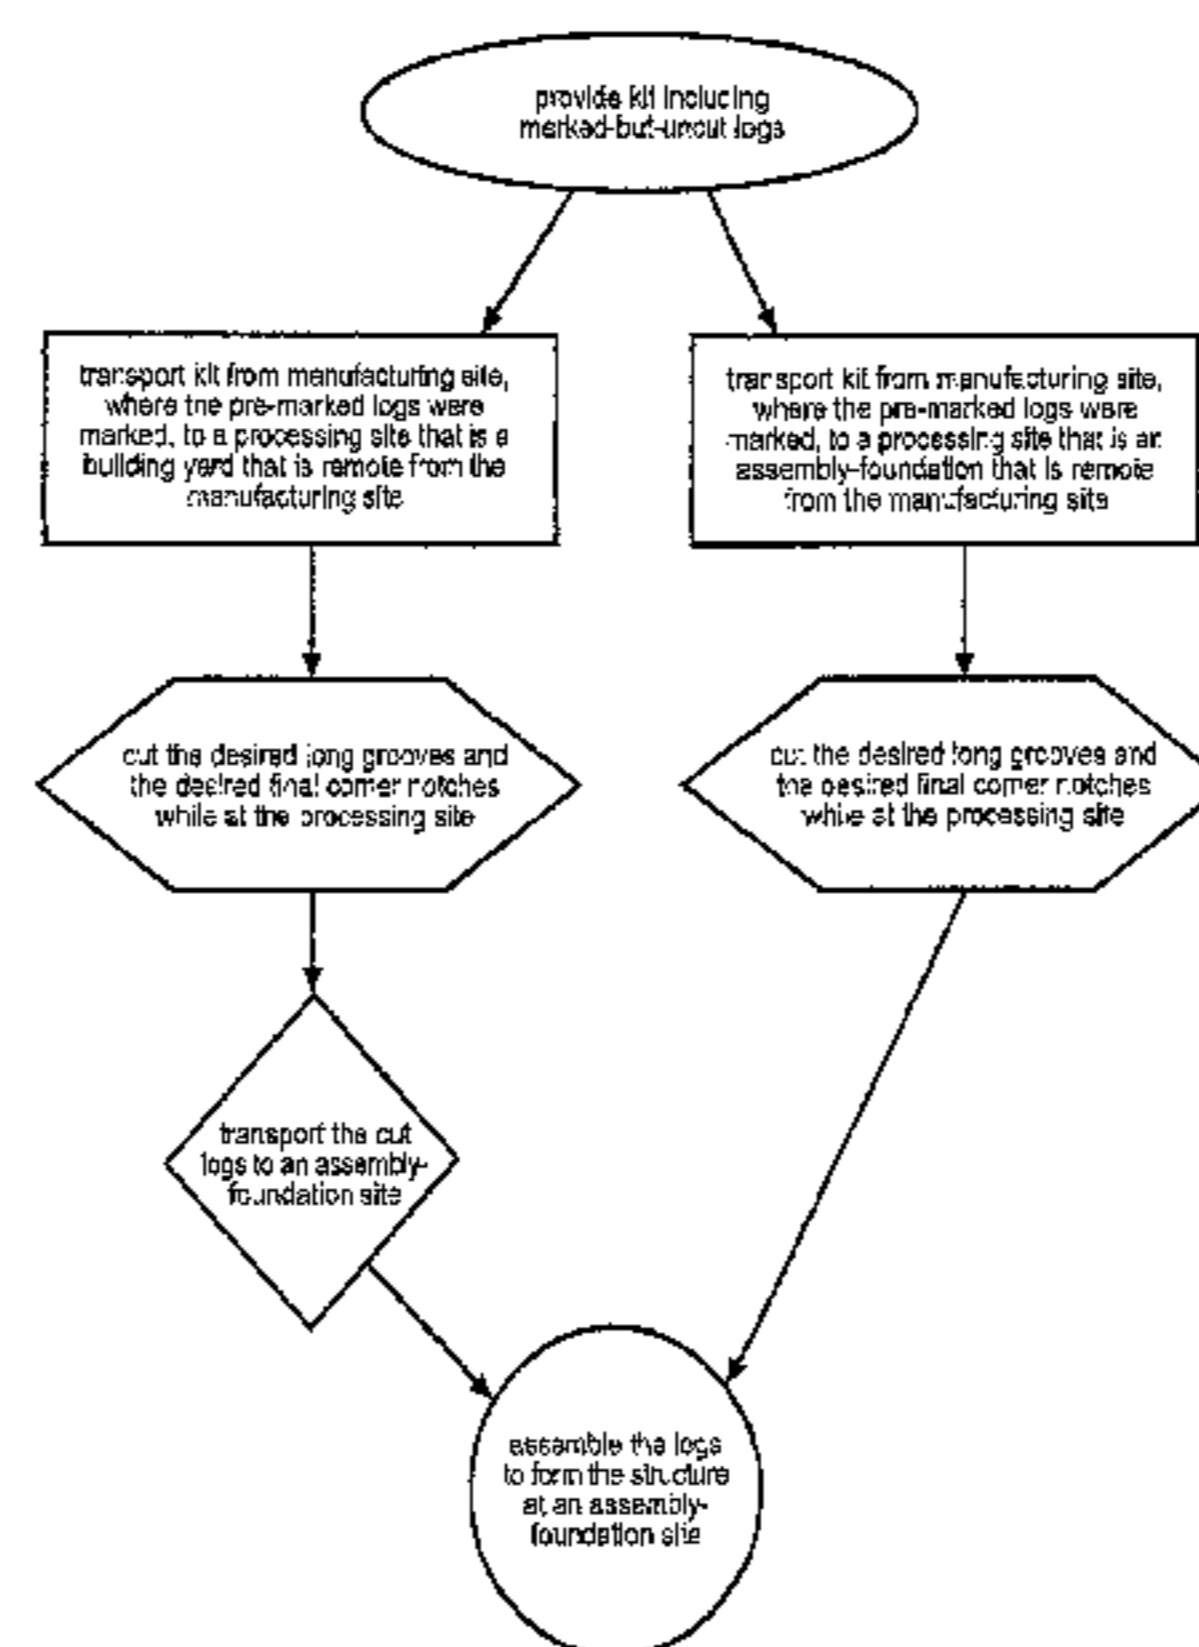 provide kit including
marked-but-uncut logs
transport kit from manufacturing site,
where the pre-marked logs were
marked, to a processing site that is a
building yard that is remote from the
manufacturing site
transport kit from manufacturing site,
where the pre-marked logs were
marked, to a processing site that is an
assembly-foundation that is remote
from the manufacturing site
cut the desired long grooves and
the desired final corner notches
while at the processing site
cut the desired long grooves and
the desired final corner notches
while at the processing site
transport the cut
logs to an assembly-
foundation site
assemble the logs
to form the structure
at an assembly-
foundation site